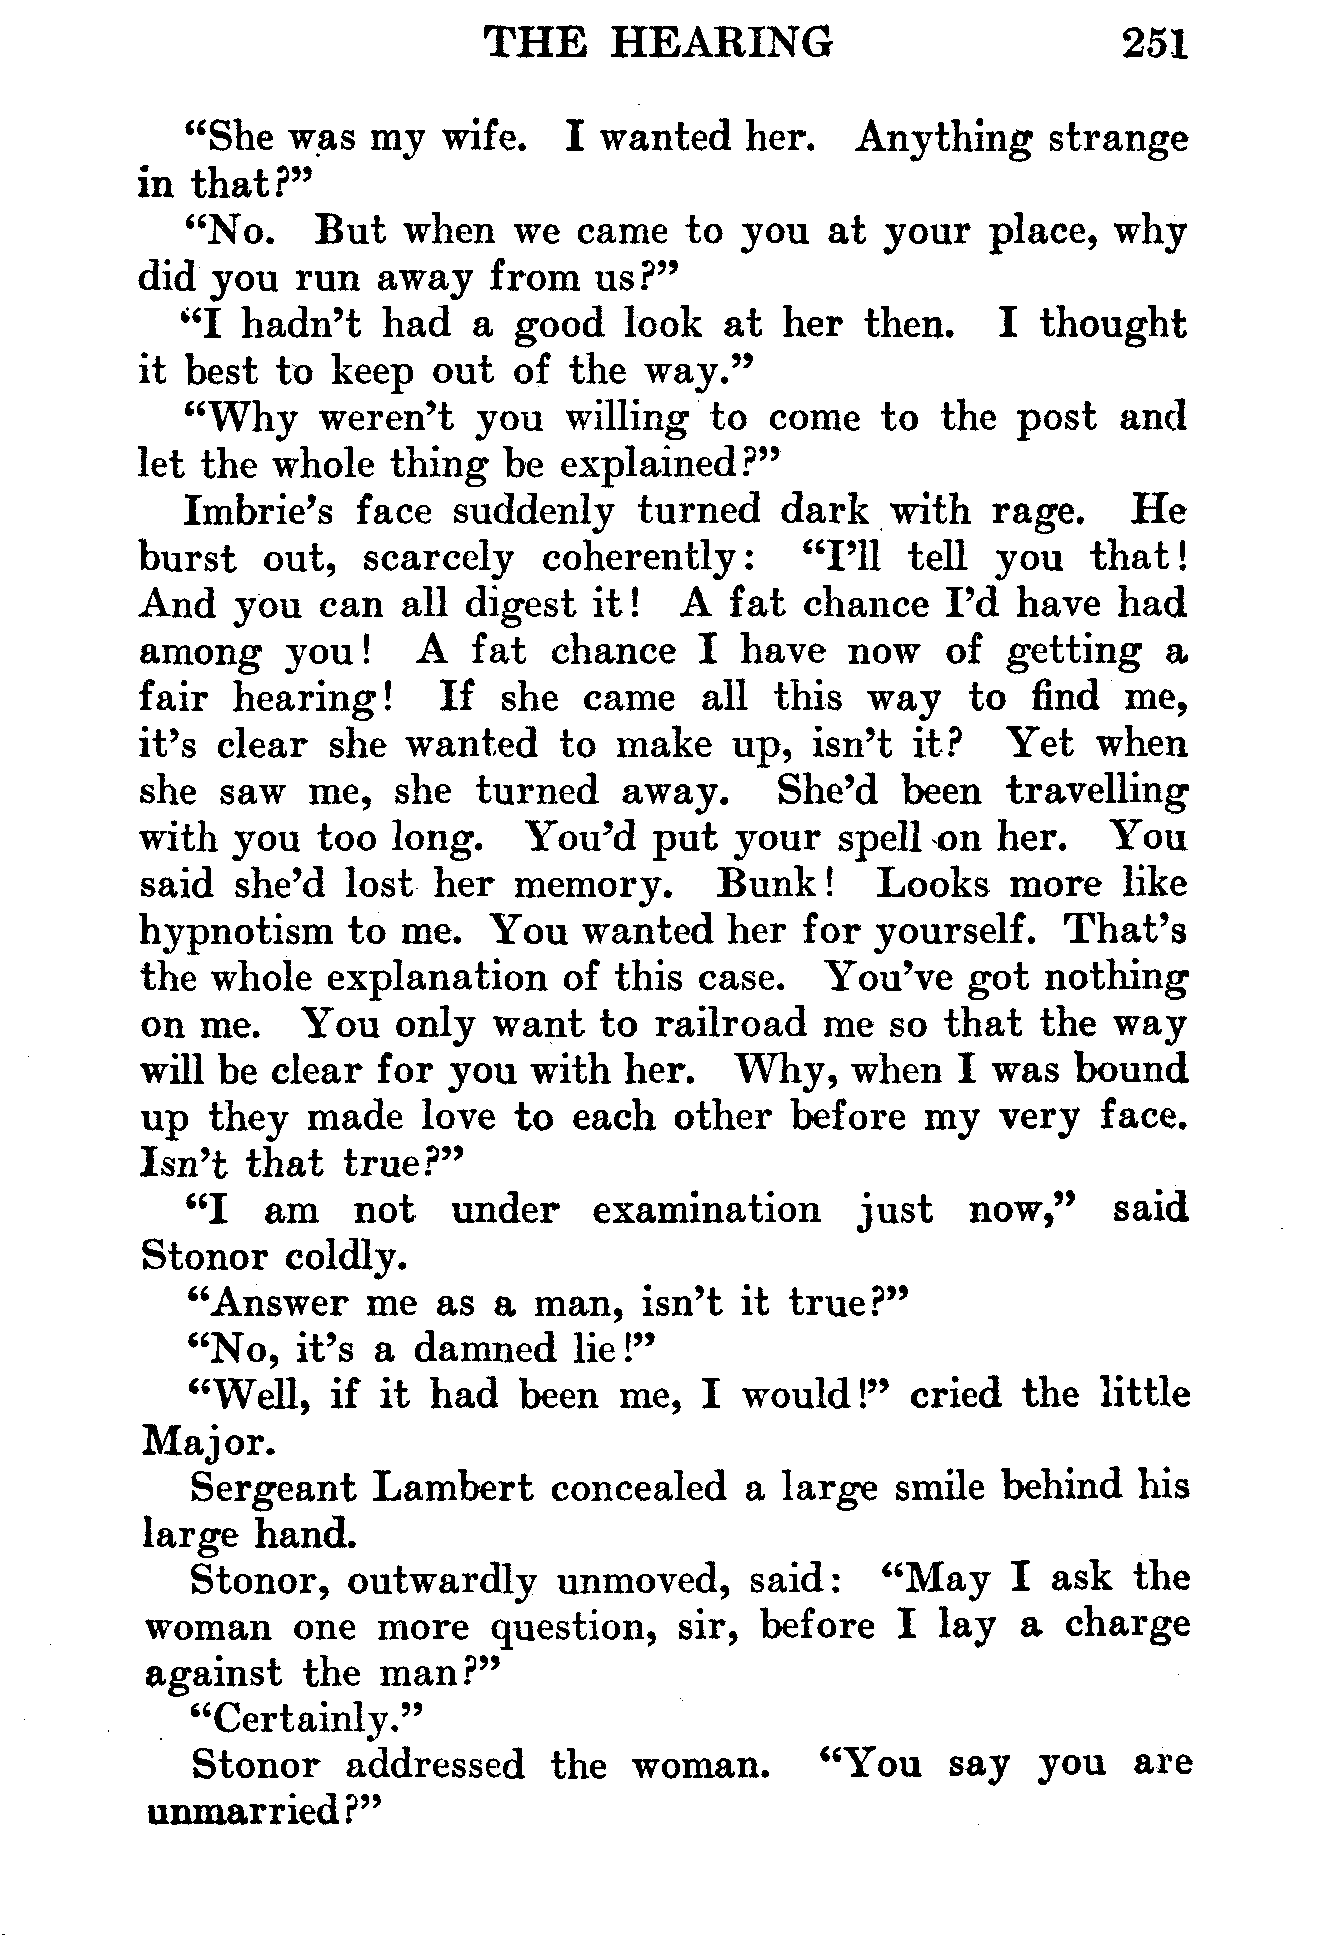 THE HEARING 251
“She was my wife. I wanted her. Anything strange
in that?”
“No. But when we came to you at your place, why
did you run away from us?”
“I hadn’t had a good look at her then. I thought
it best to keep out of the way.”
“Why weren’t you willing to come to the post and
let the whole thing be explained?”
Imbrie’s face suddenly turned dark with rage. He
burst out, scarcely coherently: “I’ll tell you that!
And you can all digest it! A fat chance I’d have had
among you! A fat chance I have now of getting a
fair hearing! If she came all this way to find me,
it’s clear she wanted to make up, isn’t it? Yet when
she saw me, she turned away. She’d been travelling
with you too long. You’d put your spell on her. You
said she’d lost her memory. Bunk! Looks more like
hypnotism to me. You wanted her for yourself. That’s
the whole explanation of this case. You’ve got nothing
on me. You only want to railroad me so that the way
will be clear for you with her. Why, when I was bound
up they made love to each other before my very face.
Isn’t that true?”
“I am not under examination just now,” said
Stonor coldly.
“Answer me as a man, isn’t it true?”
“No, it’s a damned lie!”
“Well, if it had been me, I would!” cried the little
Major.
Sergeant Lambert concealed a large smile behind his
large hand.
Stonor, outwardly unmoved, said: “May I ask the
woman one more question, sir, before I lay a charge
against the man?”
“Certainly.”
Stonor addressed the woman. “You say you are
unmarried?”